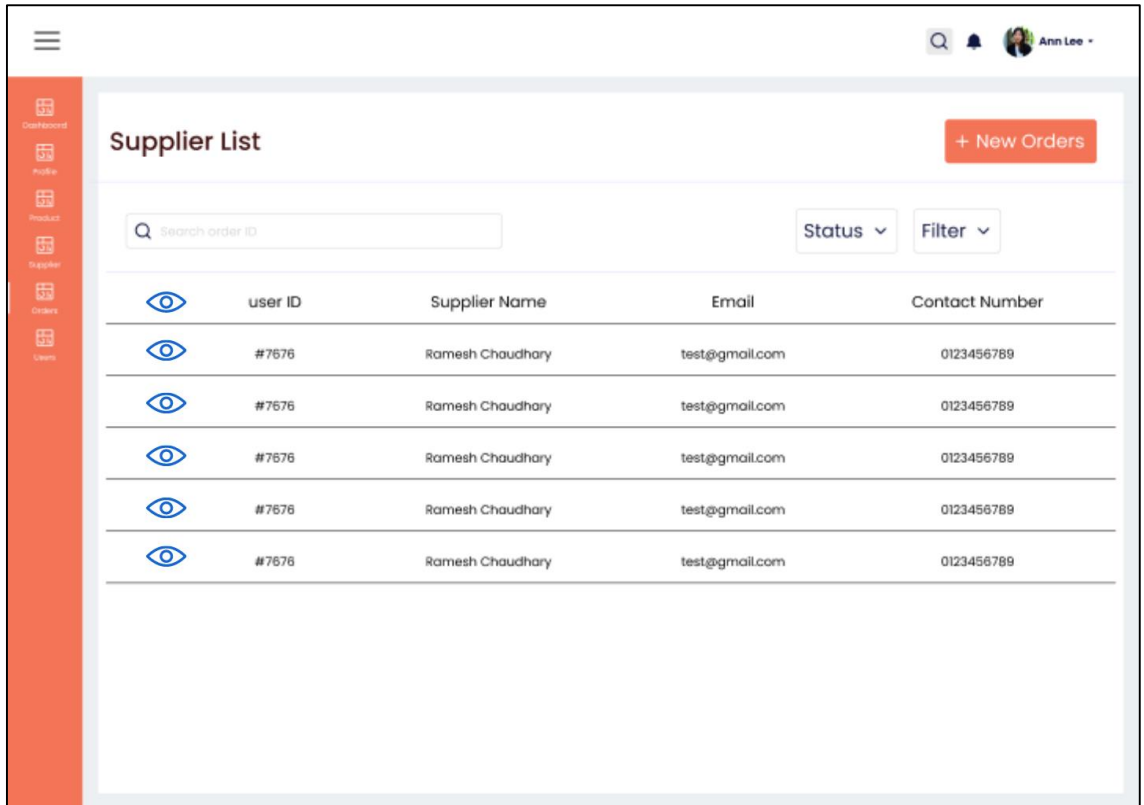 Ann Lee
Dashboard
Profile
Product
Supplier
Orders
Users
Supplier List
+ New Orders
Search order ID
Status
Filter
user ID Supplier Name Email Contact Number
#7676 Ramesh Chaudhary test@gmail.com 0123456789
#7676 Ramesh Chaudhary test@gmail.com 0123456789
#7676 Ramesh Chaudhary test@gmail.com 0123456789
#7676 Ramesh Chaudhary test@gmail.com 0123456789
#7676 Ramesh Chaudhary test@gmail.com 0123456789